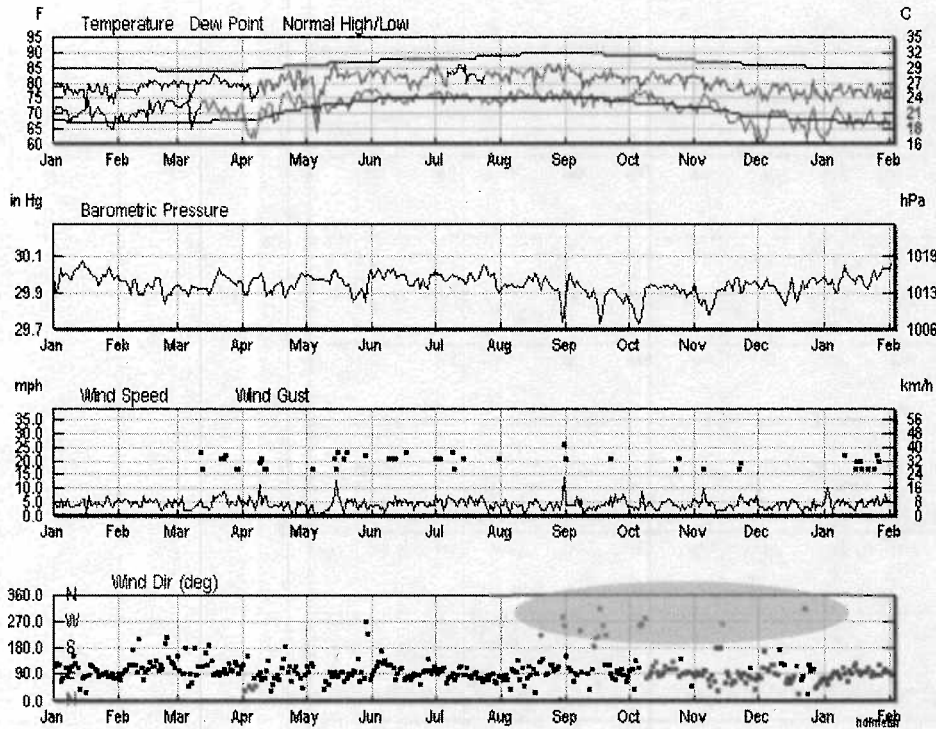 F Temperature Dew Point Normal High/Low C
95 35
90 32
85 29
80 27
75 24
70 21
65 18
60 16
Jan Feb Mar Apr May Jun Jul Aug Sep Oct Nov Dec Jan Feb
in Hg Barometric Pressure hPa
30.1 1019
29.9 1013
29.7 1006
Jan Feb Mar Apr May Jun Jul Aug Sep Oct Nov Dec Jan Feb
mph Wind Speed Wind Gust km/h
35.0 56
30.0 48
25.0 40
20.0 32
15.0 24
10.0 16
5.0 8
0.0 0
Jan Feb Mar Apr May Jun Jul Aug Sep Oct Nov Dec Jan Feb
Wind Dir (deg)
360.0 N
270.0 W
180.0 S
90.0 E
0.0 N
Jan Feb Mar Apr May Jun Jul Aug Sep Oct Nov Dec Jan Feb